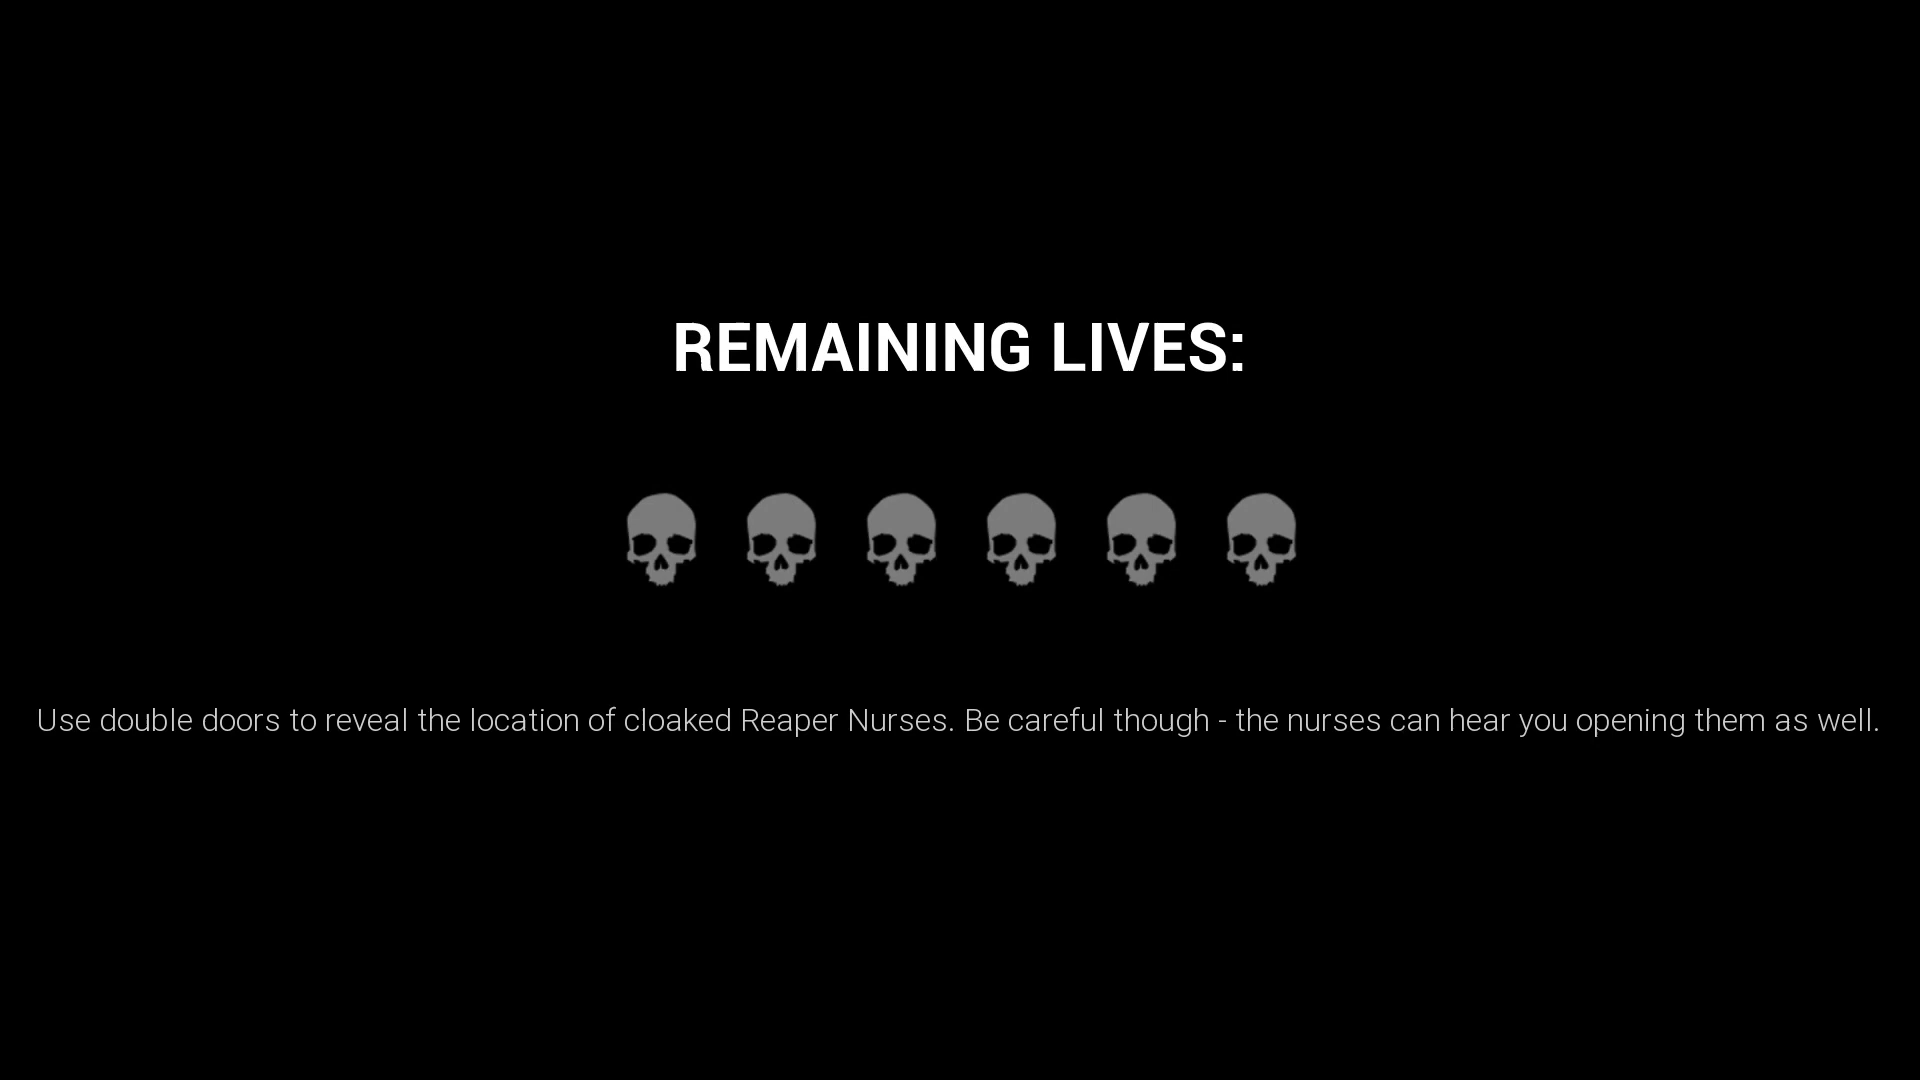 REMAINING LIVES:
Use double doors to reveal the location of cloaked Reaper Nurses. Be careful though - the nurses can hear you opening them as well.